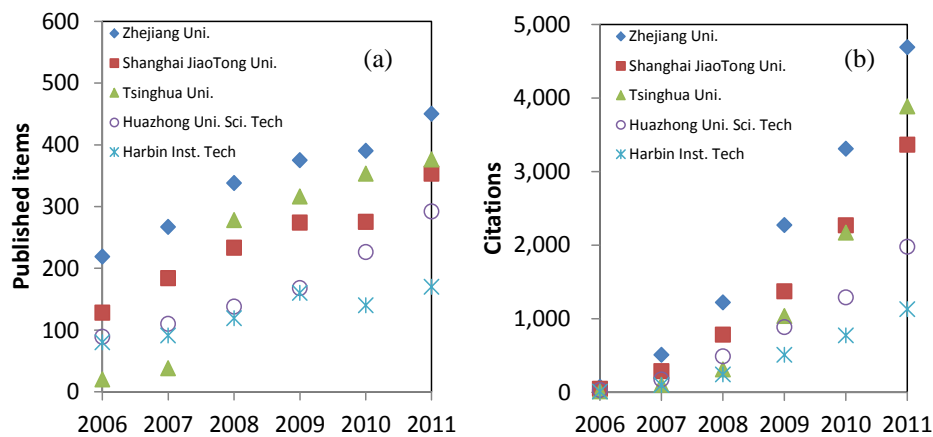 600
500
400
300
200
100
0
Published items
Zhejiang Uni.
Shanghai JiaoTong Uni.
Tsinghua Uni.
Huazhong Uni. Sci. Tech
Harbin Inst. Tech
(a)
2006 2007 2008 2009 2010 2011
5,000
4,000
3,000
2,000
1,000
0
Citations
Zhejiang Uni.
Shanghai JiaoTong Uni.
Tsinghua Uni.
Huazhong Uni. Sci. Tech
Harbin Inst. Tech
(b)
2006 2007 2008 2009 2010 2011